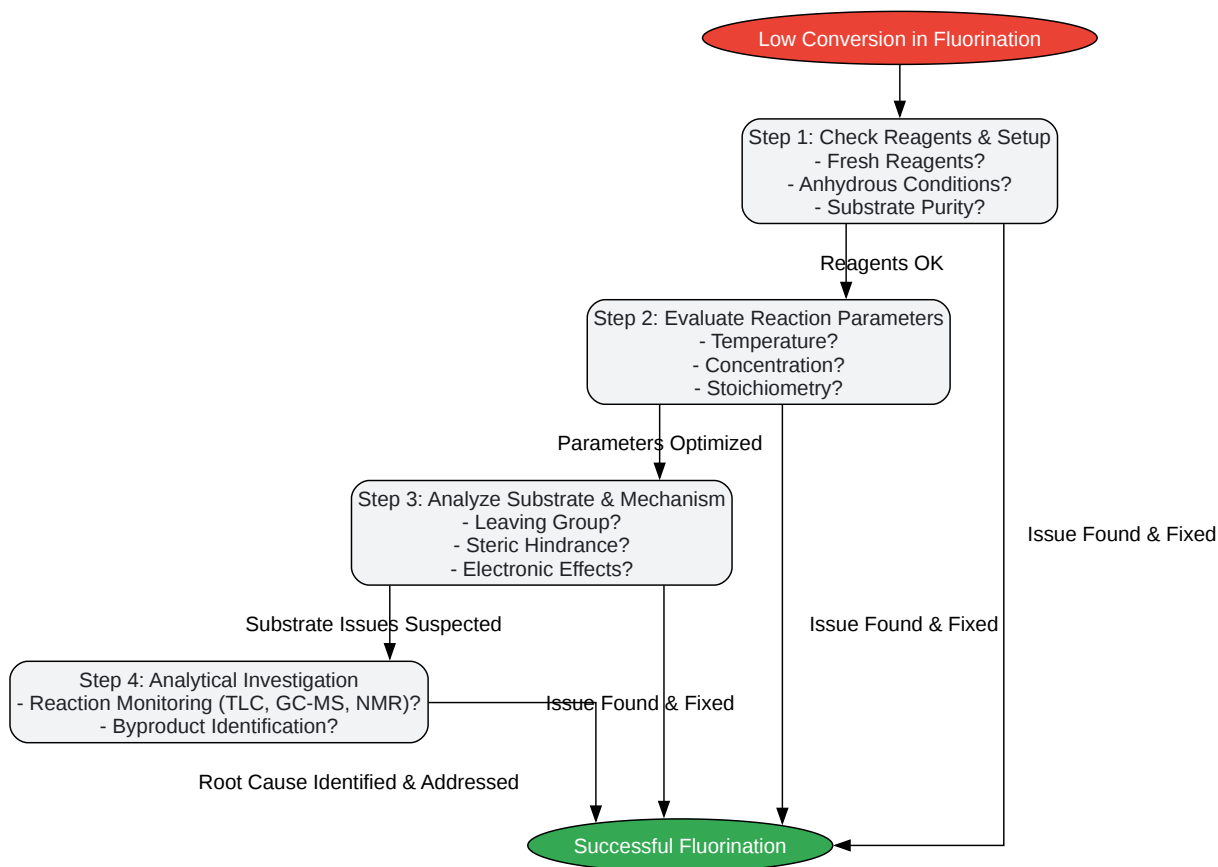 Low Conversion in Fluorination
Step 1: Check Reagents & Setup
- Fresh Reagents?
- Anhydrous Conditions?
- Substrate Purity?
Reagents OK
Step 2: Evaluate Reaction Parameters
- Temperature?
- Concentration?
- Stoichiometry?
Parameters Optimized
Step 3: Analyze Substrate & Mechanism
- Leaving Group?
- Steric Hindrance?
- Electronic Effects?
Issue Found & Fixed
Substrate Issues Suspected
Issue Found & Fixed
Step 4: Analytical Investigation
- Reaction Monitoring (TLC, GC-MS, NMR)?
- Byproduct Identification?
Issue Found & Fixed
Root Cause Identified & Addressed
Successful Fluorination